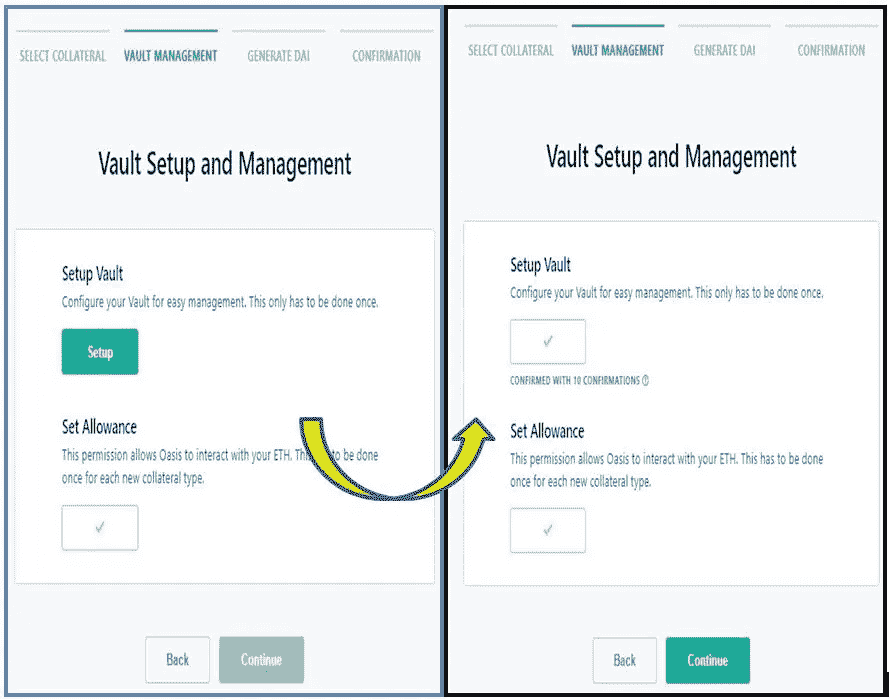 SELECT COLLATERAL VAULT MANAGEMENT GENERATE DAI CONFIRMATION
Vault Setup and Management
Setup Vault
Configure your Vault for easy management. This only has to be done once.
Setup
Set Allowance
This permission allows Oasis to interact with your ETH. This to be done
once for each new collateral type.
Back Continue
SELECT COLLATERAL VAULT MANAGEMENT GENERATE DAI CONFIRMATION
Vault Setup and Management
Setup Vault
Configure your Vault for easy management. This only has to be done once.
CONFIRMED WITH 10 CONFIRMATIONS
Set Allowance
This permission allows Oasis to interact with your ETH. This has to be done
once for each new collateral type.
Back Continue